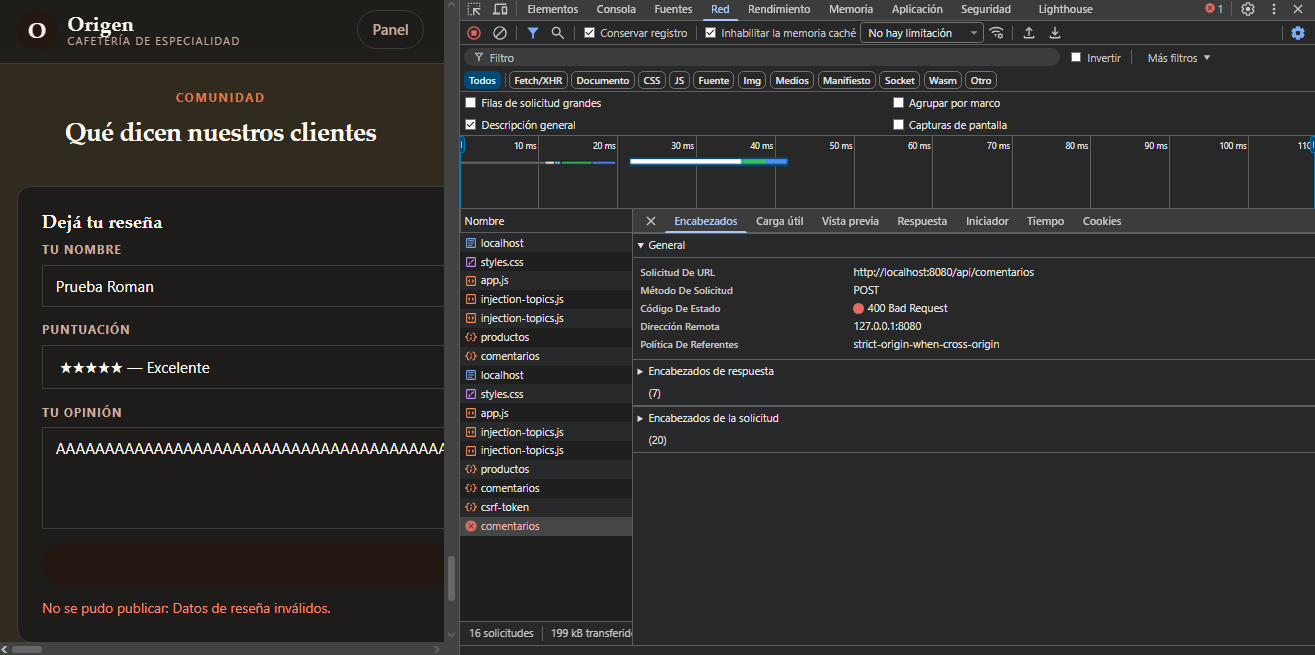 O
Origen
CAFETERÍA DE ESPECIALIDAD
Panel
COMUNIDAD
Qué dicen nuestros clientes
Dejá tu reseña
TU NOMBRE
Prueba Roman
PUNTUACIÓN
★★★★★ — Excelente
TU OPINIÓN
AAAAAAAAAAAAAAAAAAAAAAAAAAAAAAAAAAAAAAAA
No se pudo publicar: Datos de reseña inválidos.
Elementos Consola Fuentes Red Rendimiento Memoria Aplicación Seguridad Lighthouse 1
Conservar registro Inhabilitar la memoria caché No hay limitación
Filtro Invertir Más filtros
Todos Fetch/XHR Documento CSS JS Fuente Img Medios Manifiesto Socket Wasm Otro
Filas de solicitud grandes Agrupar por marco
Descripción general Capturas de pantalla
10 ms 20 ms 30 ms 40 ms 50 ms 60 ms 70 ms 80 ms 90 ms 100 ms 110
Nombre
localhost
styles.css
app.js
injection-topics.js
injection-topics.js
productos
comentarios
localhost
styles.css
app.js
injection-topics.js
injection-topics.js
productos
comentarios
csrf-token
comentarios
16 solicitudes 199 kB transferid
Encabezados Carga útil Vista previa Respuesta Iniciador Tiempo Cookies
General
Solicitud De URL http://localhost:8080/api/comentarios
Método De Solicitud POST
Código De Estado 400 Bad Request
Dirección Remota 127.0.0.1:8080
Política De Referentes strict-origin-when-cross-origin
Encabezados de respuesta
(7)
Encabezados de la solicitud
(20)